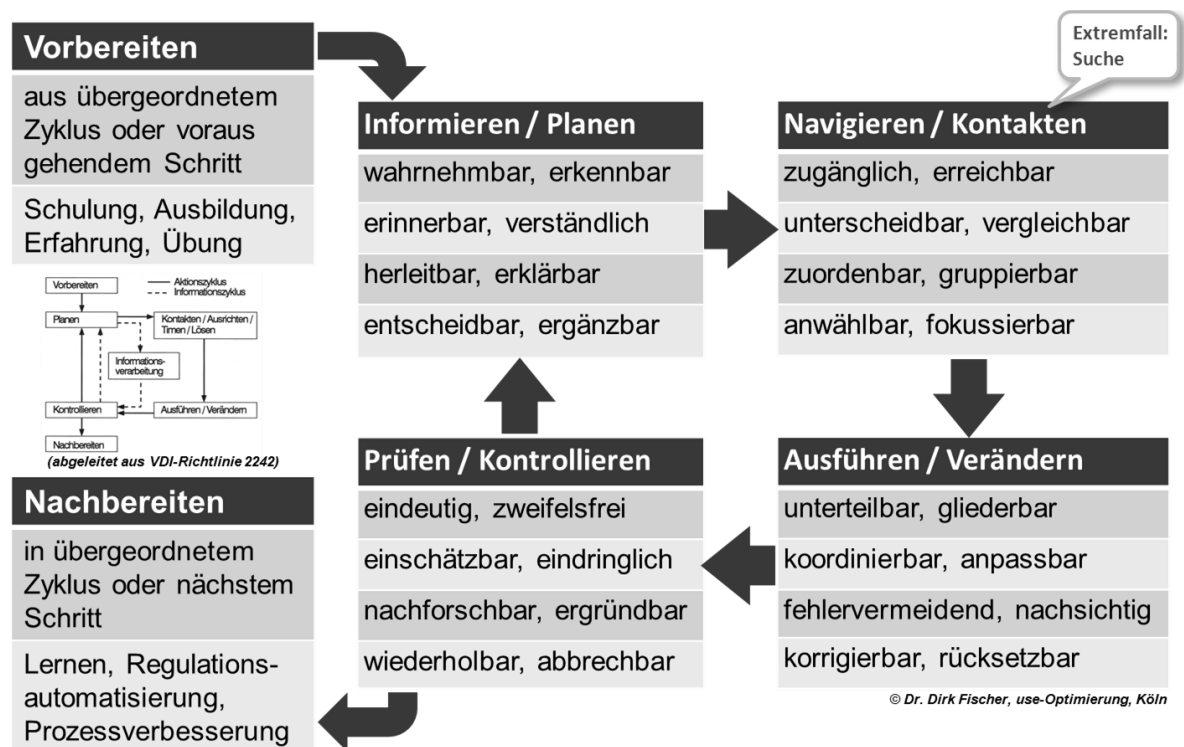 Vorbereiten
aus übergeordnetem
Zyklus oder voraus
gehendem Schritt
Schulung, Ausbildung,
Erfahrung, Übung
Vorbereiten
Aktionszyklus
Informationszyklus
Planen
Kontakten / Ausrichten /
Timen / Lösen
Informations-
verarbeitung
Kontrollieren
Ausführen / Verändern
Nachbereiten
(abgeleitet aus VDI-Richtlinie 2242)
Nachbereiten
in übergeordnetem
Zyklus oder nächstem
Schritt
Lernen, Regulations-
automatisierung,
Prozessverbesserung
Informieren / Planen
wahrnehmbar, erkennbar
erinnerbar, verständlich
herleitbar, erklärbar
entscheidbar, ergänzbar
Extremfall:
Suche
Navigieren / Kontakten
zugänglich, erreichbar
unterscheidbar, vergleichbar
zuordenbar, gruppierbar
anwählbar, fokussierbar
Ausführen / Verändern
unterteilbar, gliederbar
koordinierbar, anpassbar
fehlervermeidend, nachsichtig
korrigierbar, rücksetzbar
Prüfen / Kontrollieren
eindeutig, zweifelsfrei
einschätzbar, eindringlich
nachforschbar, ergründbar
wiederholbar, abbrechbar
© Dr. Dirk Fischer, use-Optimierung, Köln